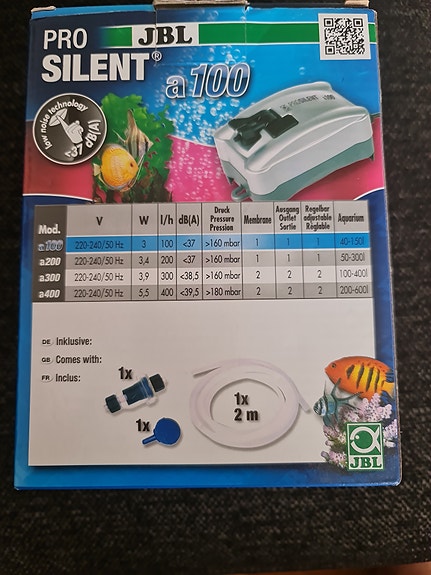 PRO JBL
SILENT® a100
low noise technology
<37 dB(A)
PROSILENT a100
Mod. V W l/h dB(A) Druck Pressure Pression Membrane Ausgang Outlet Sortie Regelbar adjustable Réglable Aquarium
a100 220-240/50 Hz 3 100 <37 >160 mbar 1 1 1 40-150l
a200 220-240/50 Hz 3,4 200 <37 >160 mbar 1 1 1 50-300l
a300 220-240/50 Hz 3,9 300 <38,5 >160 mbar 2 2 2 100-400l
a400 220-240/50 Hz 5,5 400 <39,5 >180 mbar 2 2 2 200-600l
DE Inklusive:
GB Comes with:
FR Inclus:
1x
1x
1x
2 m
JBL